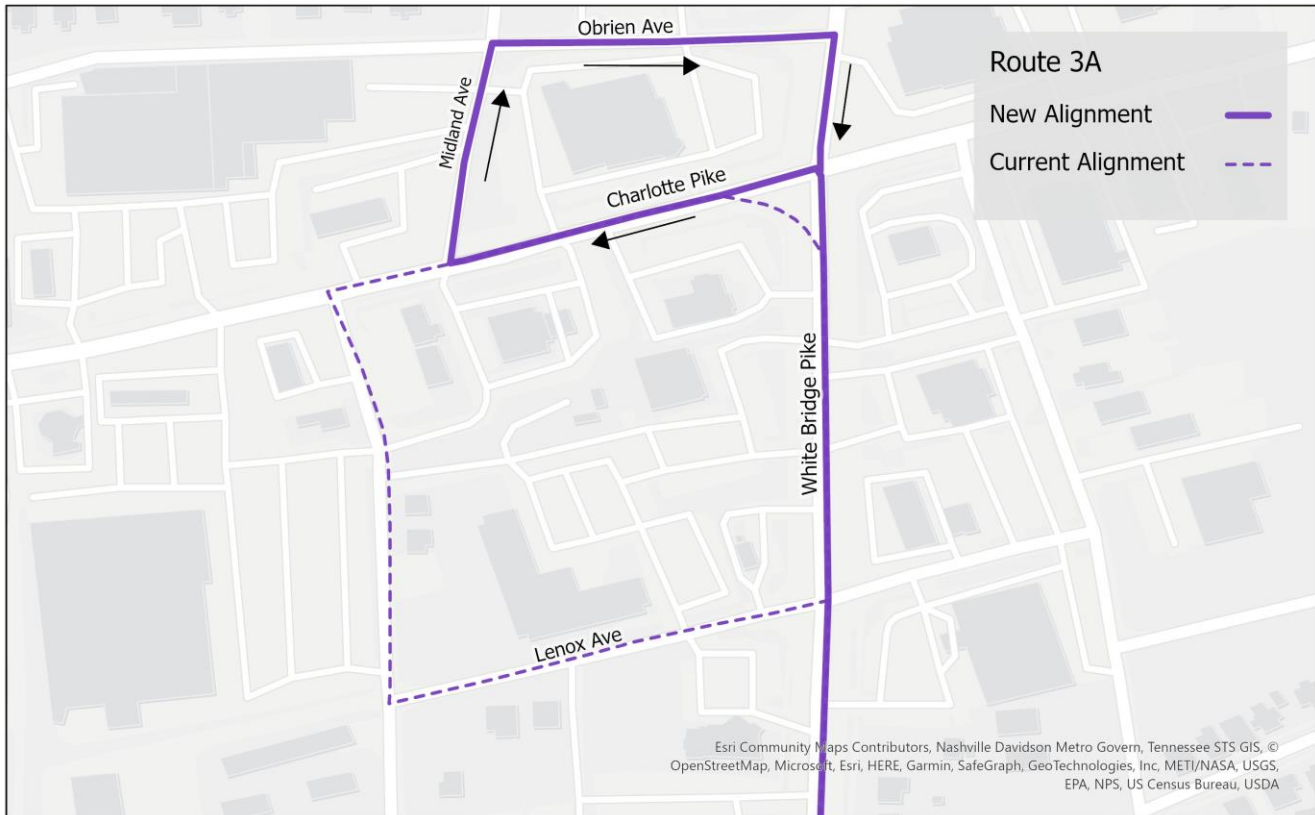 Obrien Ave
Route 3A
New Alignment
Current Alignment
Midland Ave
Charlotte Pike
White Bridge Pike
Lenox Ave
Esri Community Maps Contributors, Nashville Davidson Metro Govern, Tennessee STS GIS, ©
OpenStreetMap, Microsoft, Esri, HERE, Garmin, SafeGraph, GeoTechnologies, Inc, METI/NASA, USGS,
EPA, NPS, US Census Bureau, USDA